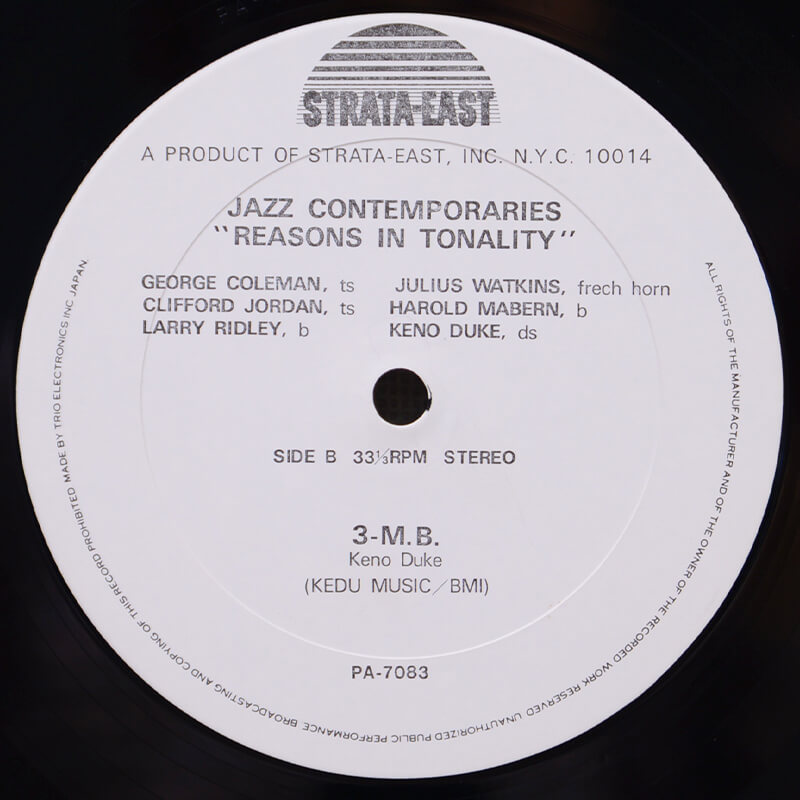 STRATA-EAST
A PRODUCT OF STRATA-EAST, INC. N.Y.C. 10014
JAZZ CONTEMPORARIES
"REASONS IN TONALITY"
GEORGE COLEMAN, ts JULIUS WATKINS, frech horn
CLIFFORD JORDAN, ts HAROLD MABERN, b
LARRY RIDLEY, b KENO DUKE, ds
SIDE B 33⅓RPM STEREO
3-M.B.
Keno Duke
(KEDU MUSIC/BMI)
PA-7083
ALL RIGHTS OF THE MANUFACTURER AND OF THE OWNER OF THE RECORDED WORK RESERVED UNAUTHORIZED PUBLIC PERFORMANCE BROADCASTING AND COPYING OF THIS RECORD PROHIBITED MADE BY TRIO ELECTRONICS INC JAPAN.